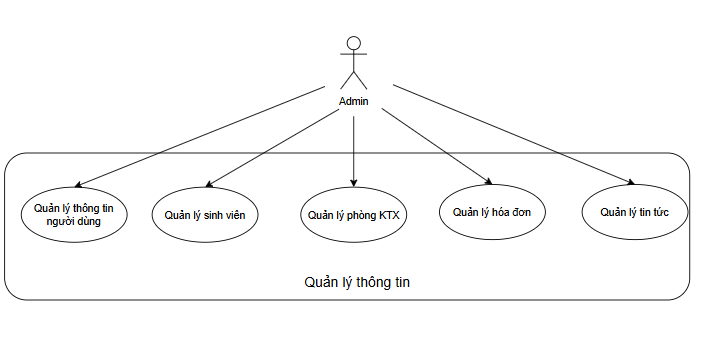 Admin
Quản lý thông tin
người dùng
Quản lý sinh viên
Quản lý phòng KTX
Quản lý hóa đơn
Quản lý tin tức
Quản lý thông tin